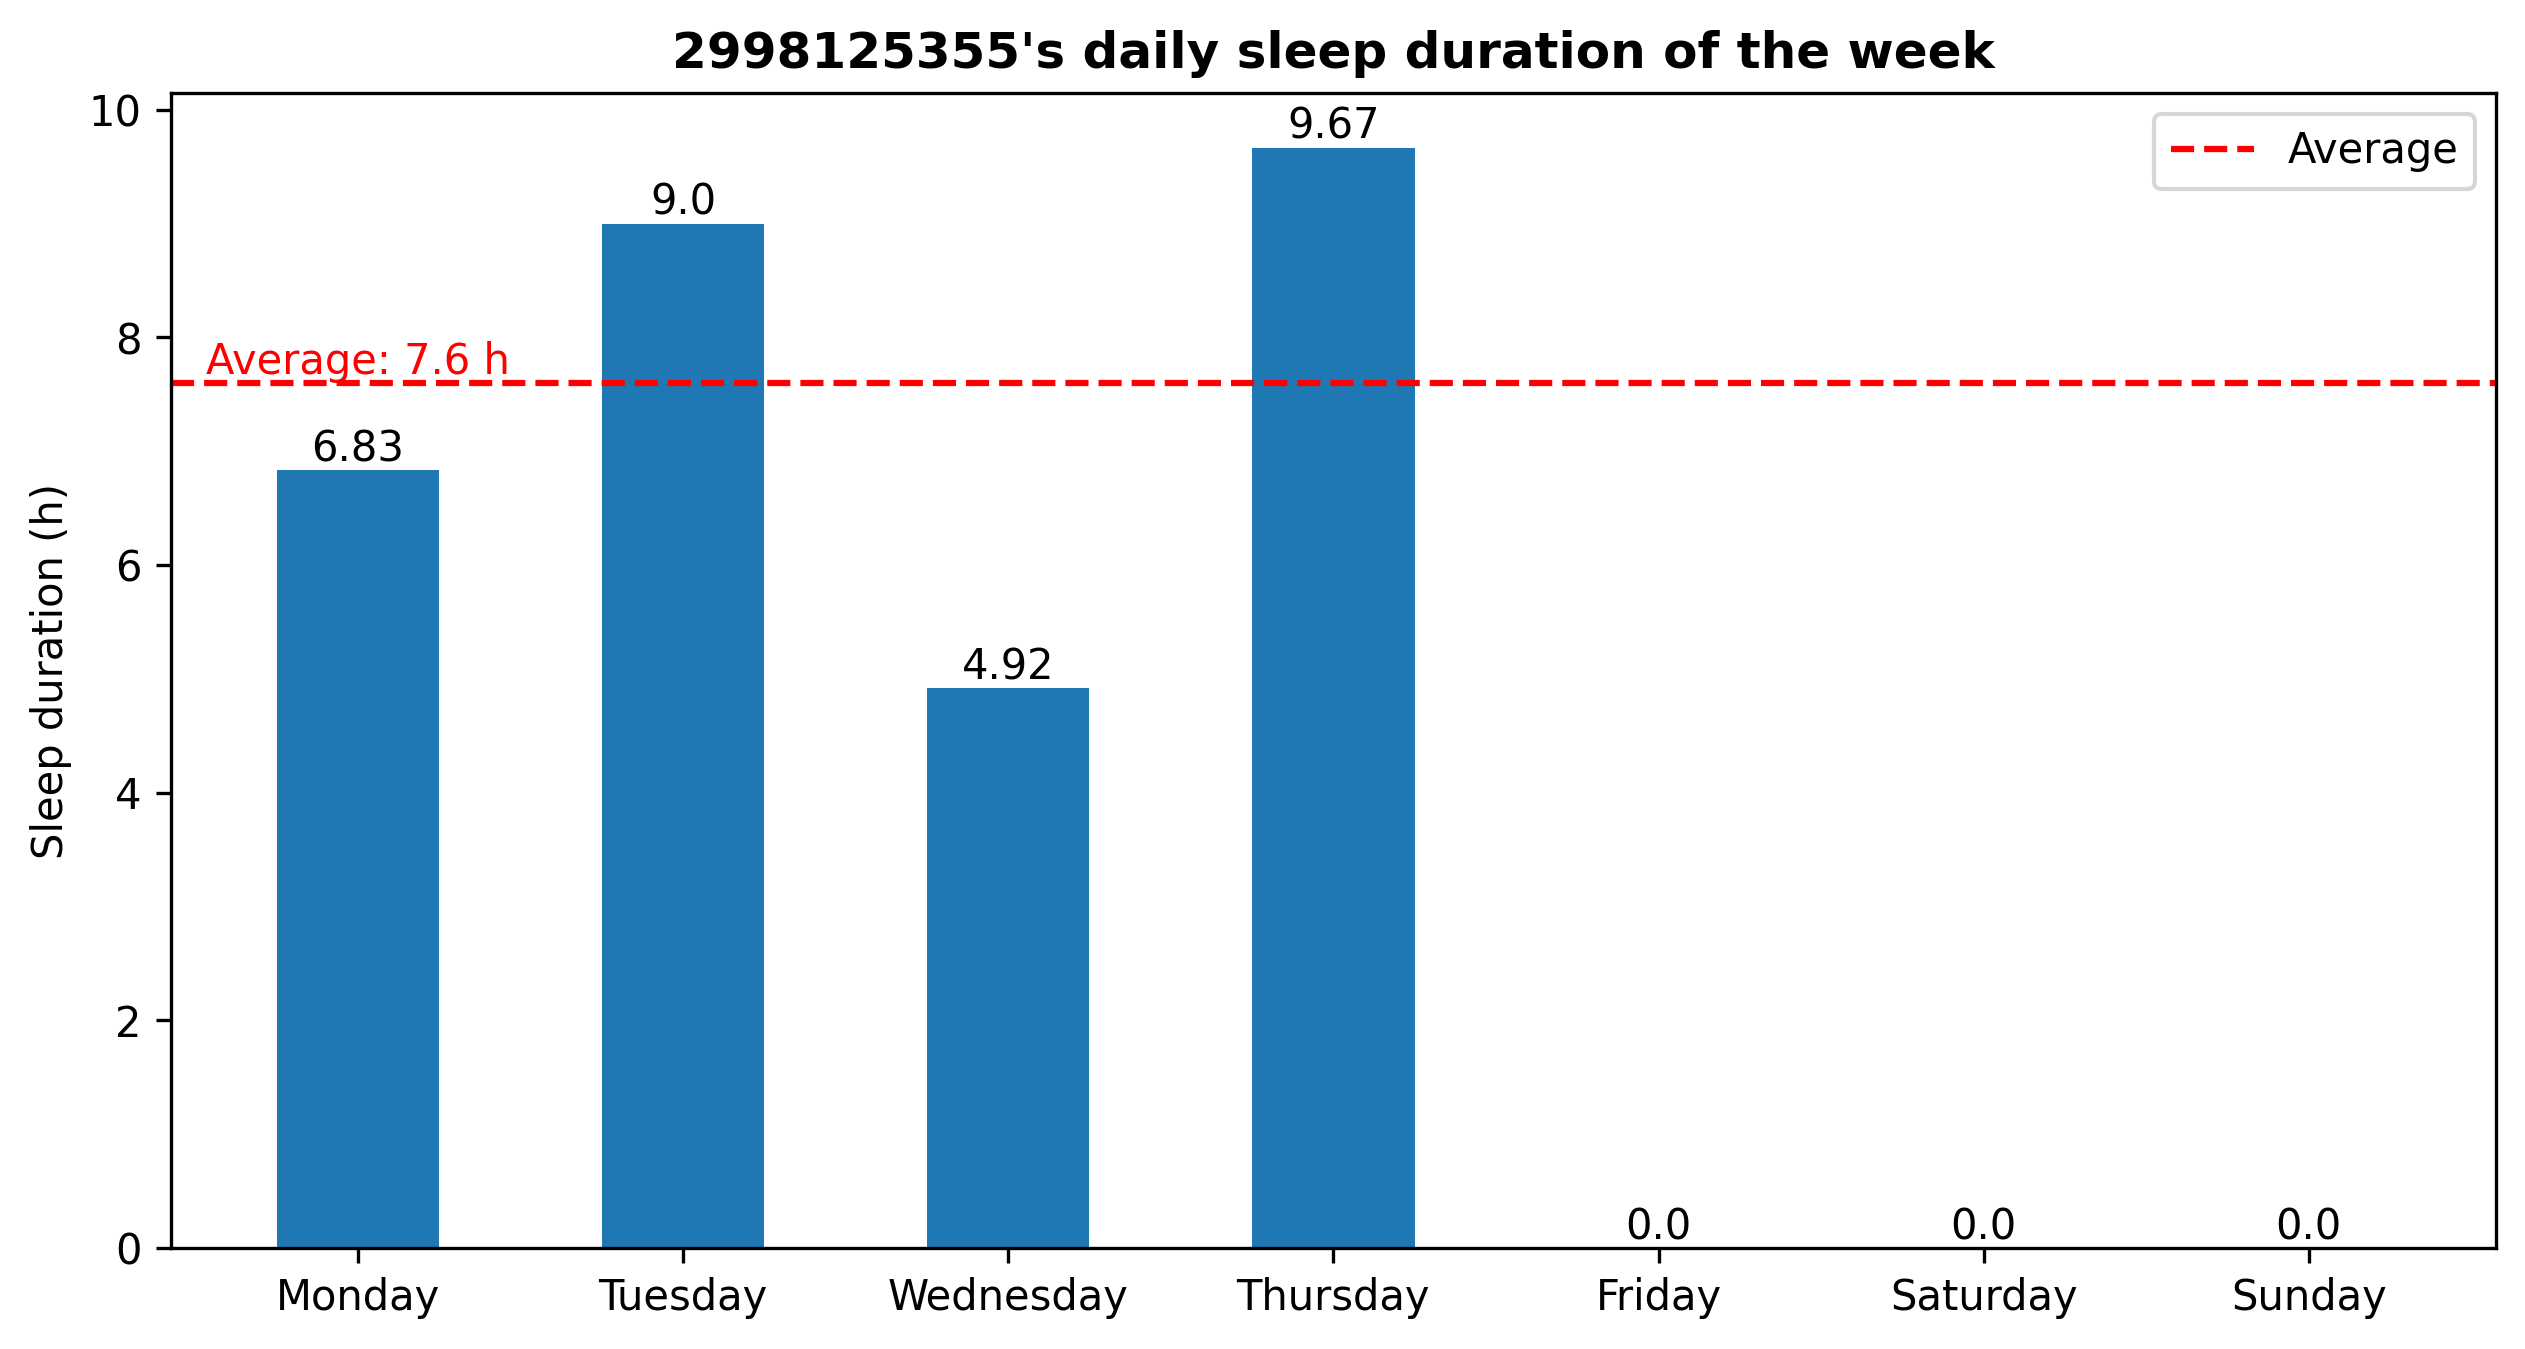 2998125355's daily sleep duration of the week
Average
Sleep duration (h)
10
8
6
4
2
0
Average: 7.6 h
6.83
9.0
4.92
9.67
0.0
0.0
0.0
Monday
Tuesday
Wednesday
Thursday
Friday
Saturday
Sunday